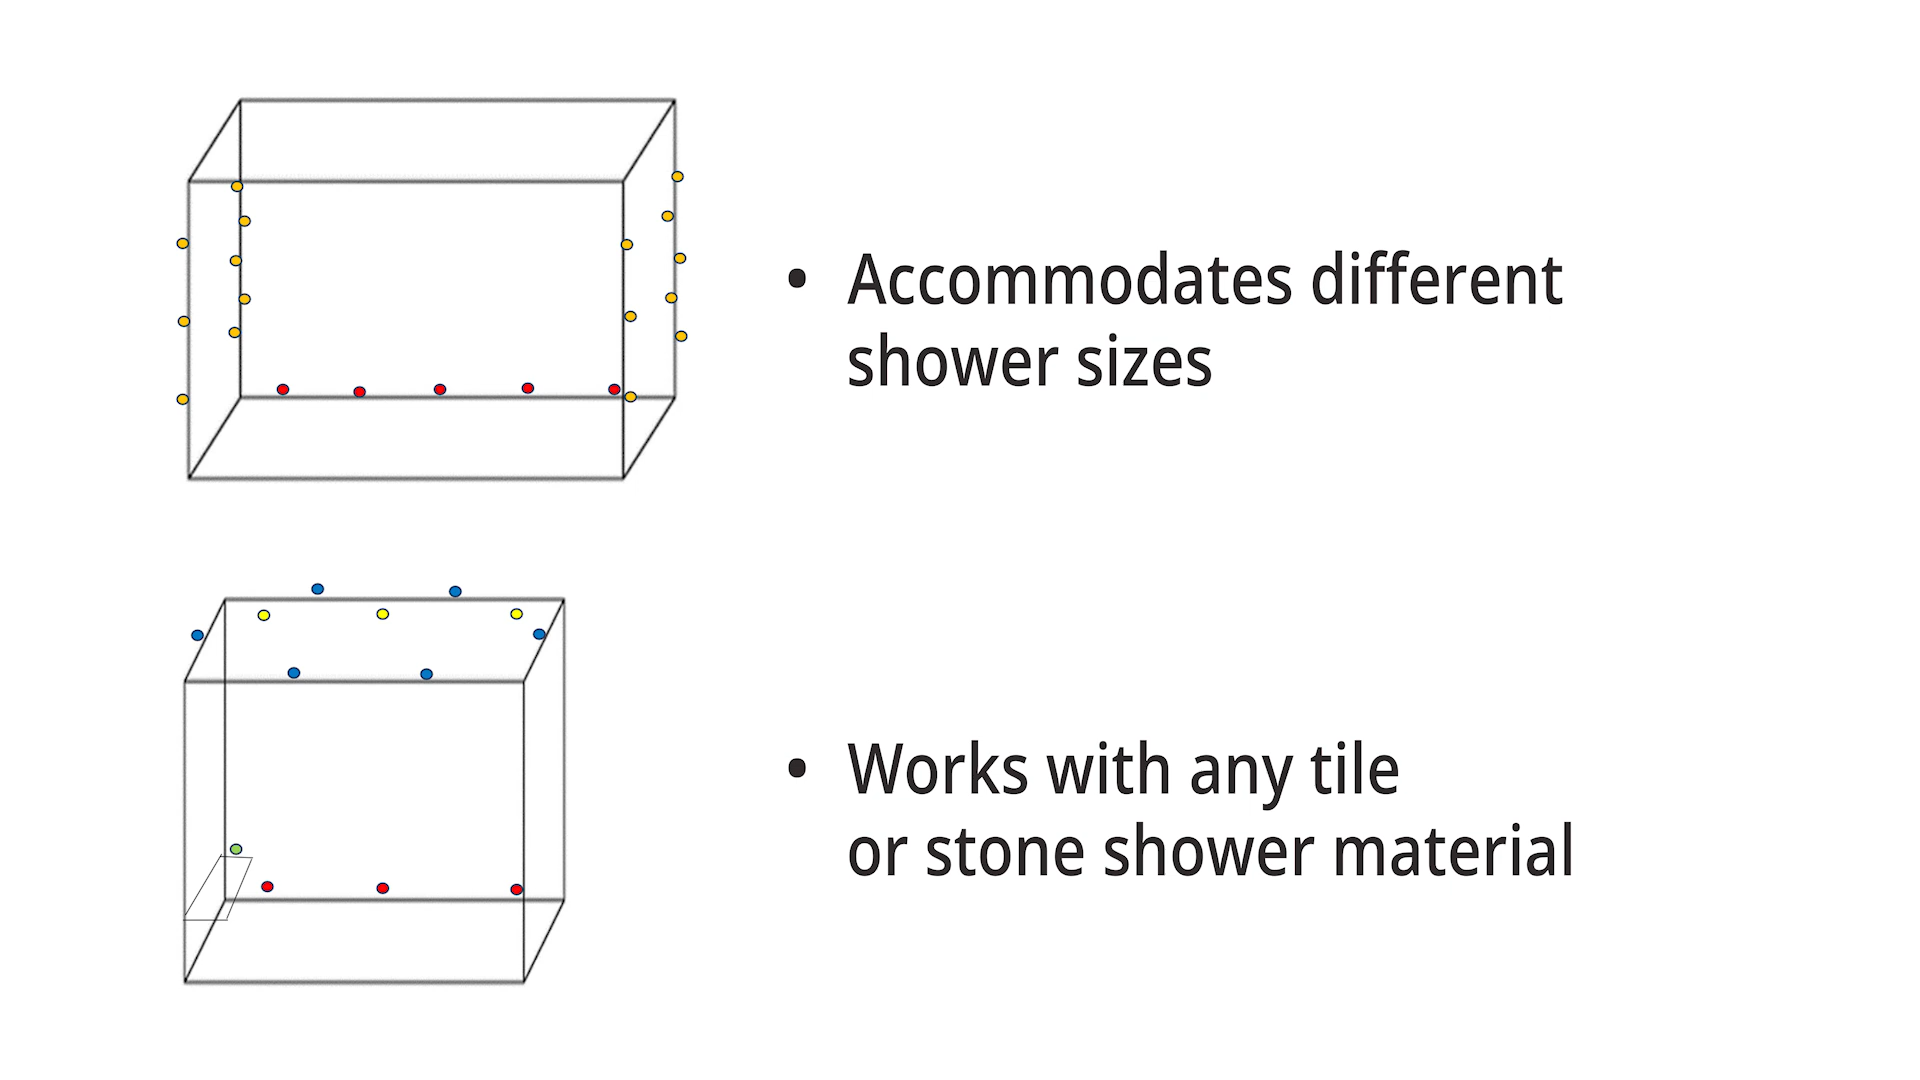 • Accommodates different
shower sizes
• Works with any tile
or stone shower material